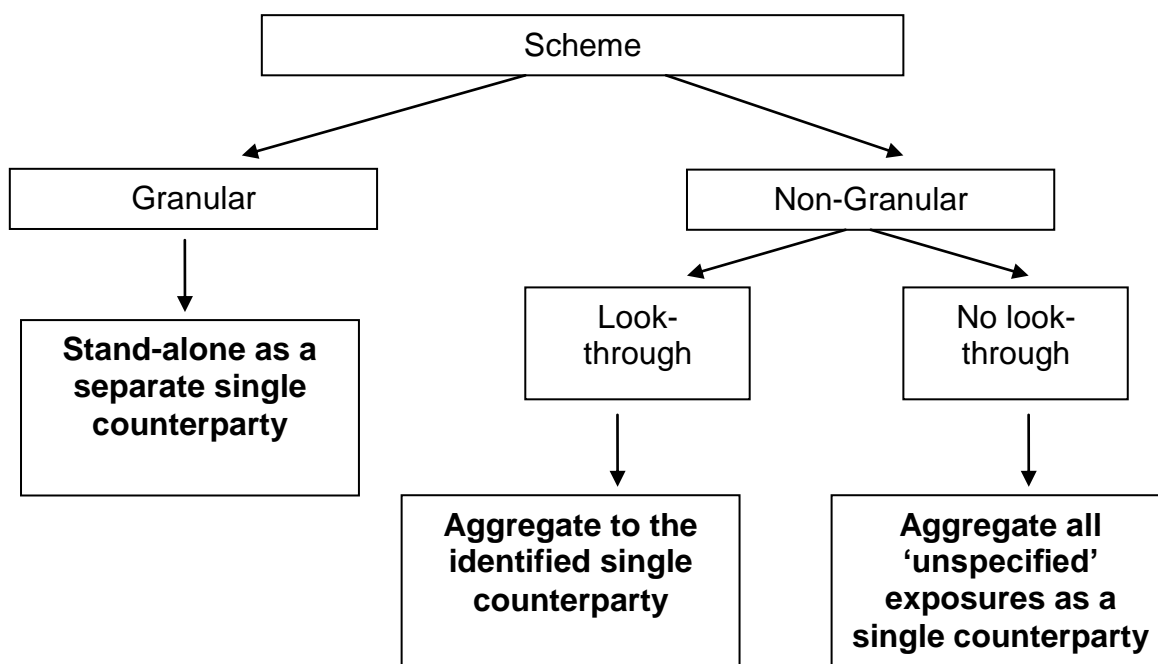 Scheme
Granular
Non-Granular
Stand-alone as a
separate single
counterparty
Look-
through
No look-
through
Aggregate to the
identified single
counterparty
Aggregate all
‘unspecified’
exposures as a
single counterparty